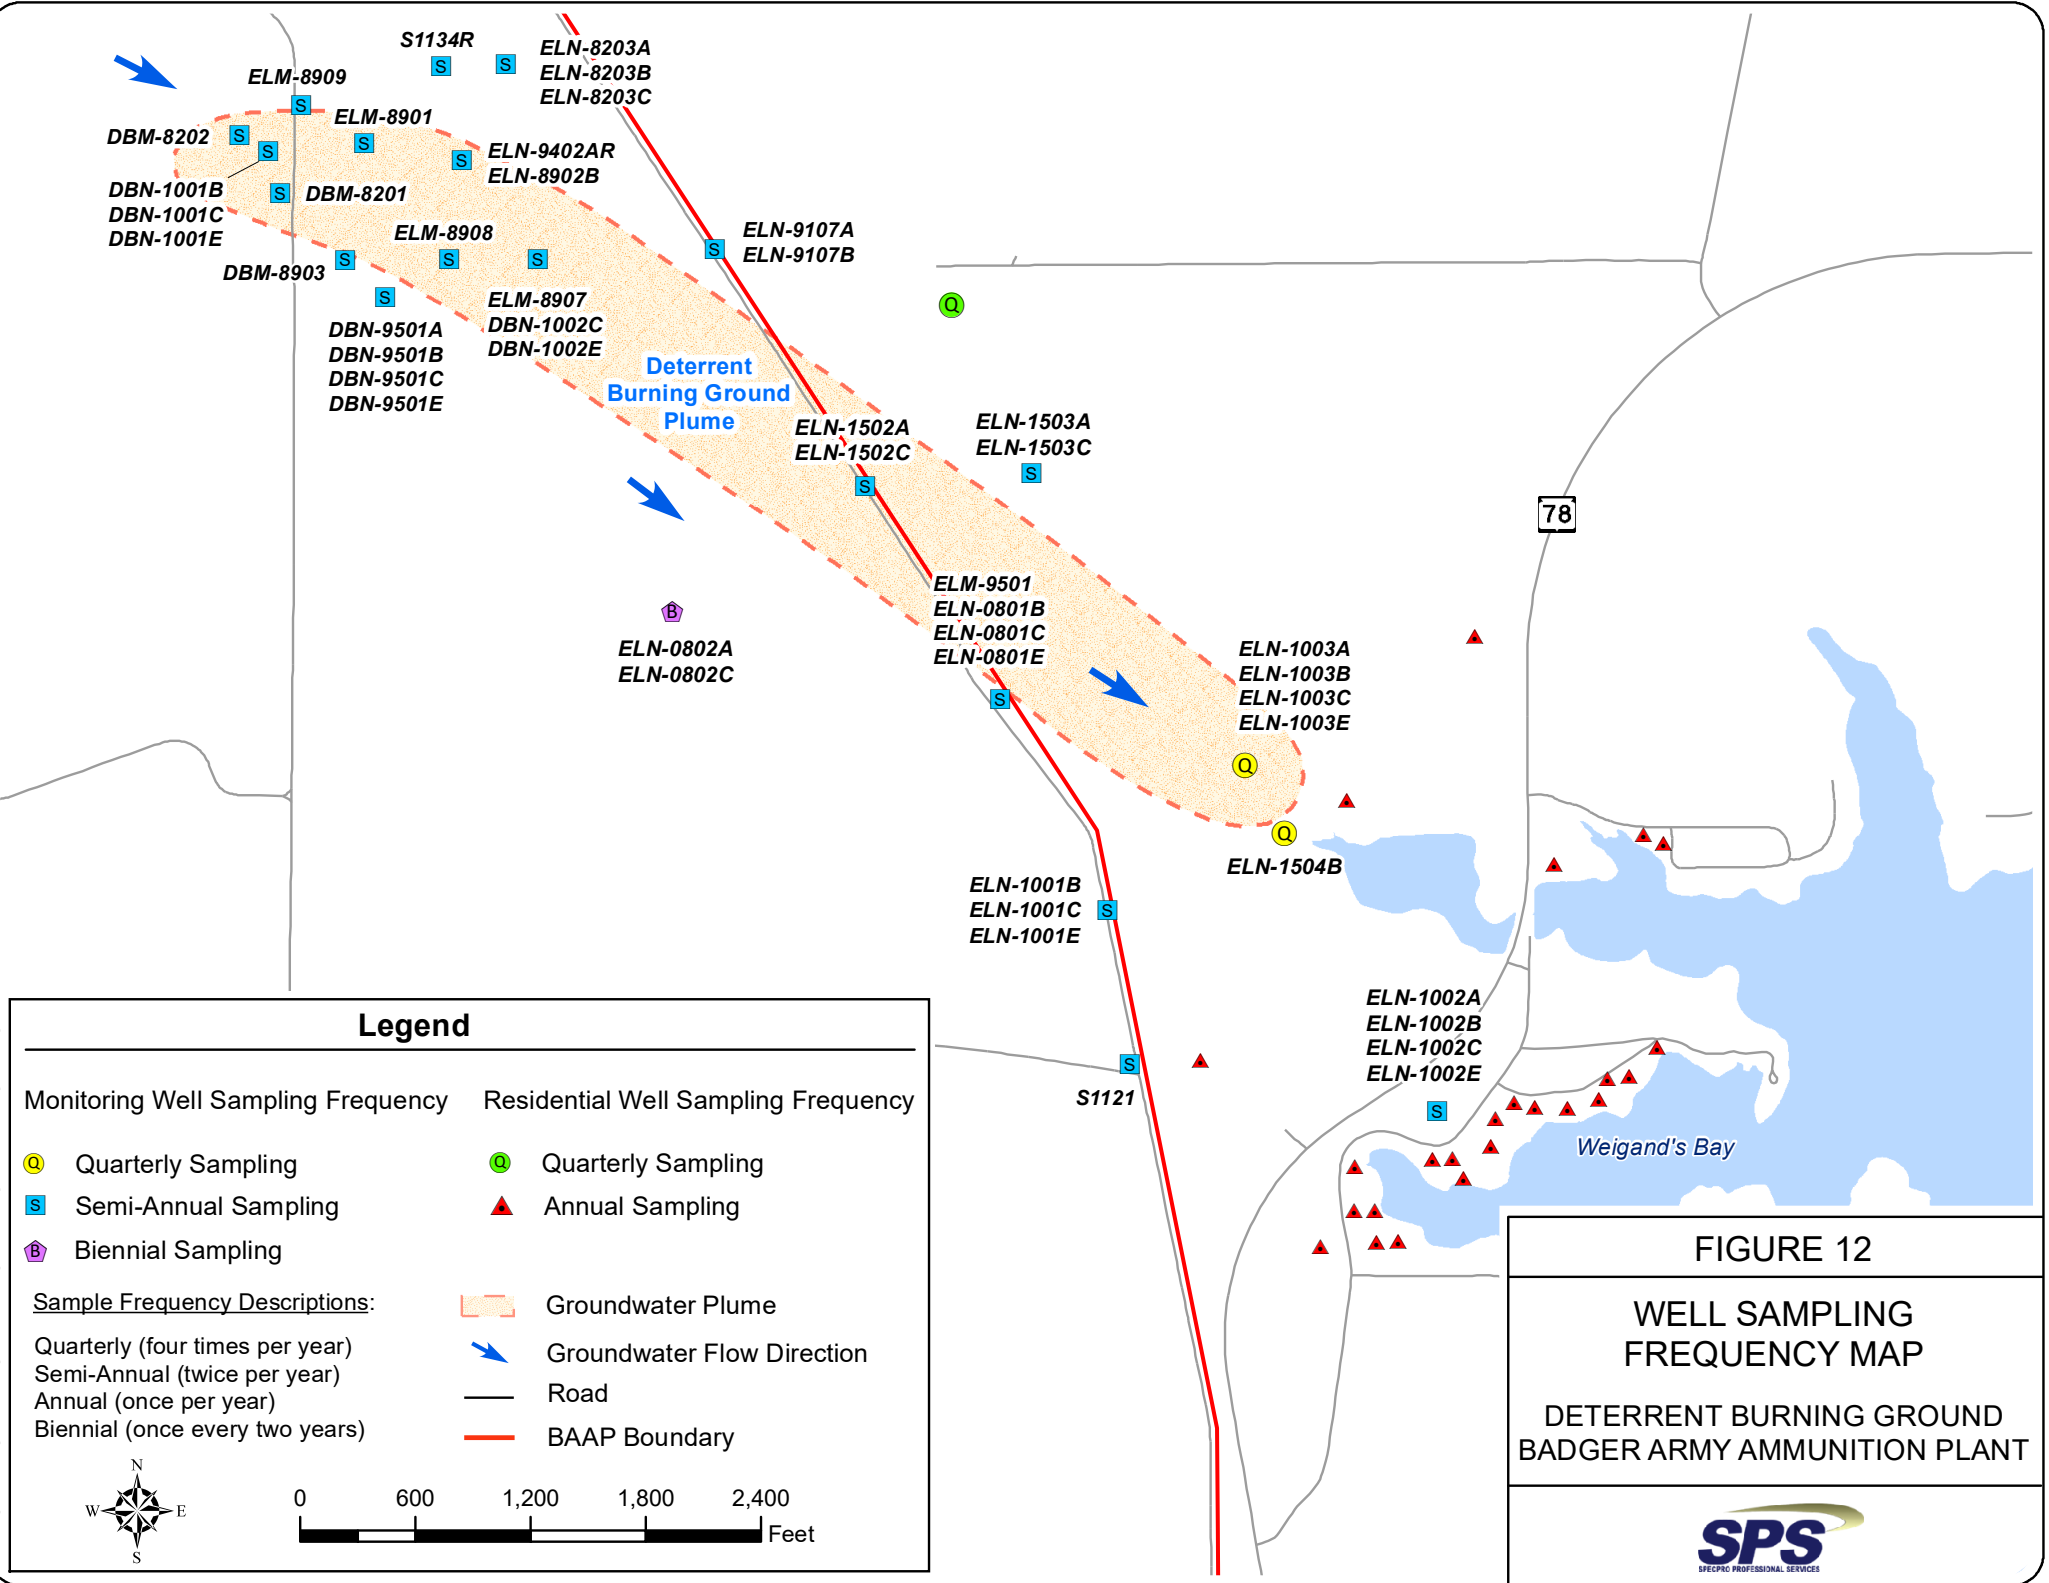 S1134R
S
S
ELN-8203A
ELN-8203B
ELN-8203C
ELM-8909
S
ELM-8901
S
DBM-8202
S
S
ELN-9402AR
ELN-8902B
S
DBN-1001B
DBN-1001C
DBN-1001E
S
DBM-8201
ELM-8908
S
S
DBM-8903
S
S
ELN-9107A
ELN-9107B
S
Q
DBN-9501A
DBN-9501B
DBN-9501C
DBN-9501E
ELM-8907
DBN-1002C
DBN-1002E
Deterrent
Burning Ground
Plume
ELN-1502A
ELN-1502C
S
ELN-1503A
ELN-1503C
S
78
B
ELN-0802A
ELN-0802C
ELM-9501
ELN-0801B
ELN-0801C
ELN-0801E
S
ELN-1003A
ELN-1003B
ELN-1003C
ELN-1003E
Q
Q
ELN-1504B
ELN-1001B
ELN-1001C
ELN-1001E
S
S
S1121
ELN-1002A
ELN-1002B
ELN-1002C
ELN-1002E
S
Weigand's Bay
Legend
Monitoring Well Sampling Frequency
Q Quarterly Sampling
S Semi-Annual Sampling
B Biennial Sampling
Residential Well Sampling Frequency
Q Quarterly Sampling
Annual Sampling
Sample Frequency Descriptions:
Quarterly (four times per year)
Semi-Annual (twice per year)
Annual (once per year)
Biennial (once every two years)
Groundwater Plume
Groundwater Flow Direction
Road
BAAP Boundary
N
W E
S
0 600 1,200 1,800 2,400
Feet
FIGURE 12
WELL SAMPLING
FREQUENCY MAP
DETERRENT BURNING GROUND
BADGER ARMY AMMUNITION PLANT
SPS
SPECPRO PROFESSIONAL SERVICES